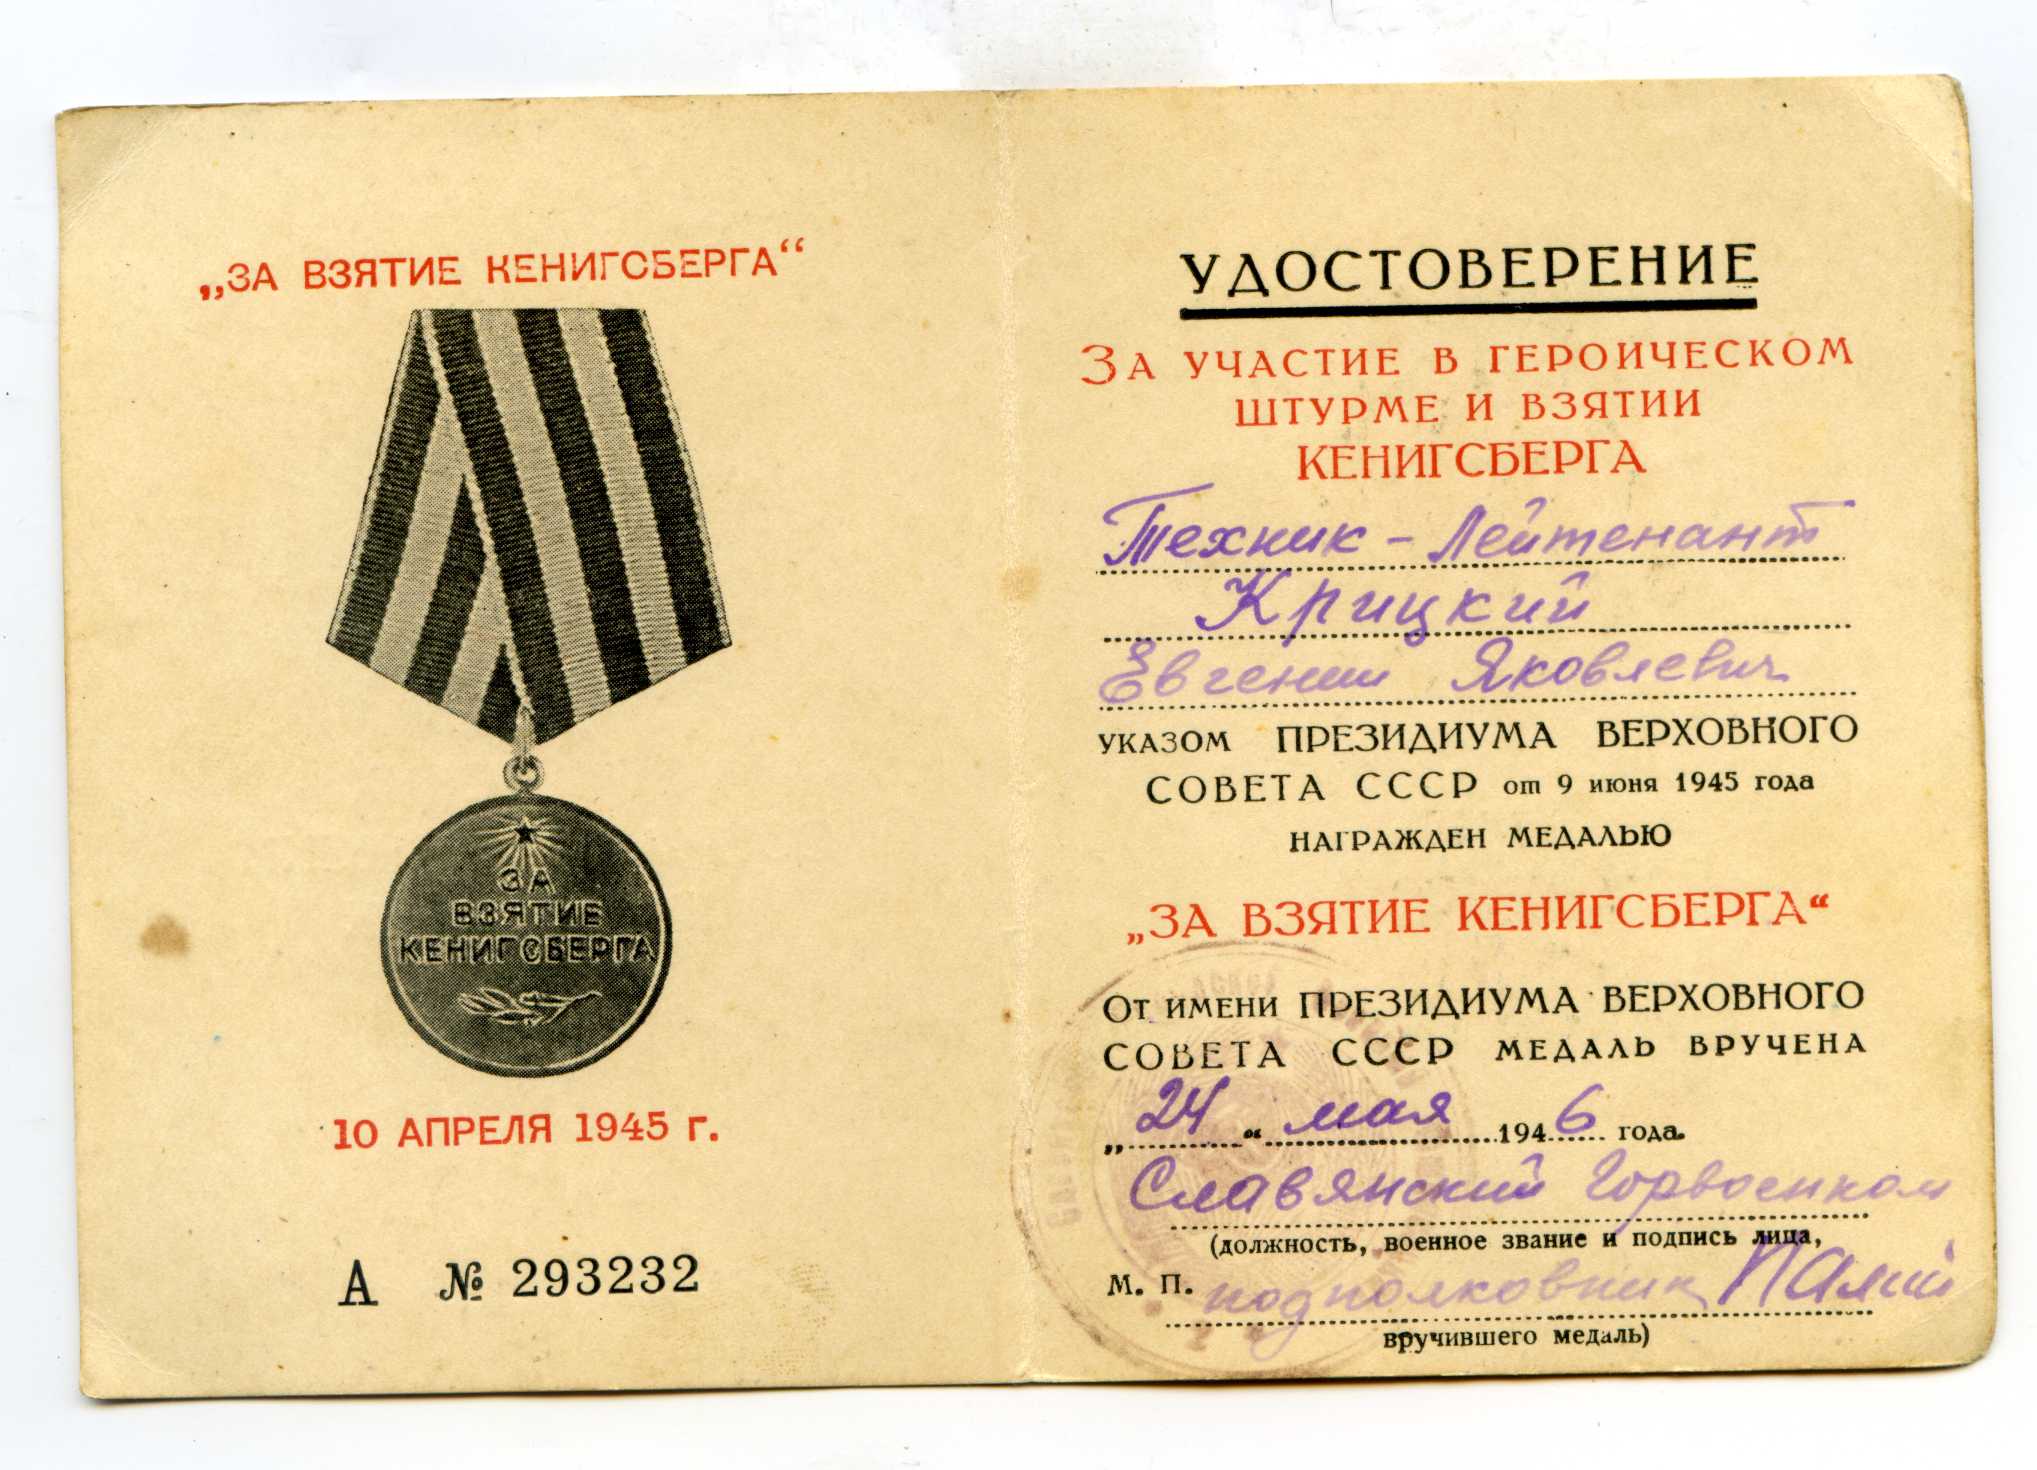 „ЗА ВЗЯТИЕ КЕНИГСБЕРГА“
ЗА
ВЗЯТИЕ
КЕНИГСБЕРГА
10 АПРЕЛЯ 1945 г.
А № 293232
УДОСТОВЕРЕНИЕ
ЗА УЧАСТИЕ В ГЕРОИЧЕСКОМ
ШТУРМЕ И ВЗЯТИИ
КЕНИГСБЕРГА
Техник - Лейтенант
Крицкий
Евгении Яковлевич
УКАЗОМ ПРЕЗИДИУМА ВЕРХОВНОГО
СОВЕТА СССР от 9 июня 1945 года
НАГРАЖДЕН МЕДАЛЬЮ
„ЗА ВЗЯТИЕ КЕНИГСБЕРГА“
ОТ ИМЕНИ ПРЕЗИДИУМА ВЕРХОВНОГО
СОВЕТА СССР МЕДАЛЬ ВРУЧЕНА
„24“ мая 1946 года.
Славянский Горвоенком
(должность, военное звание и подпись лица,
М. П. подполковник
вручившего медаль)